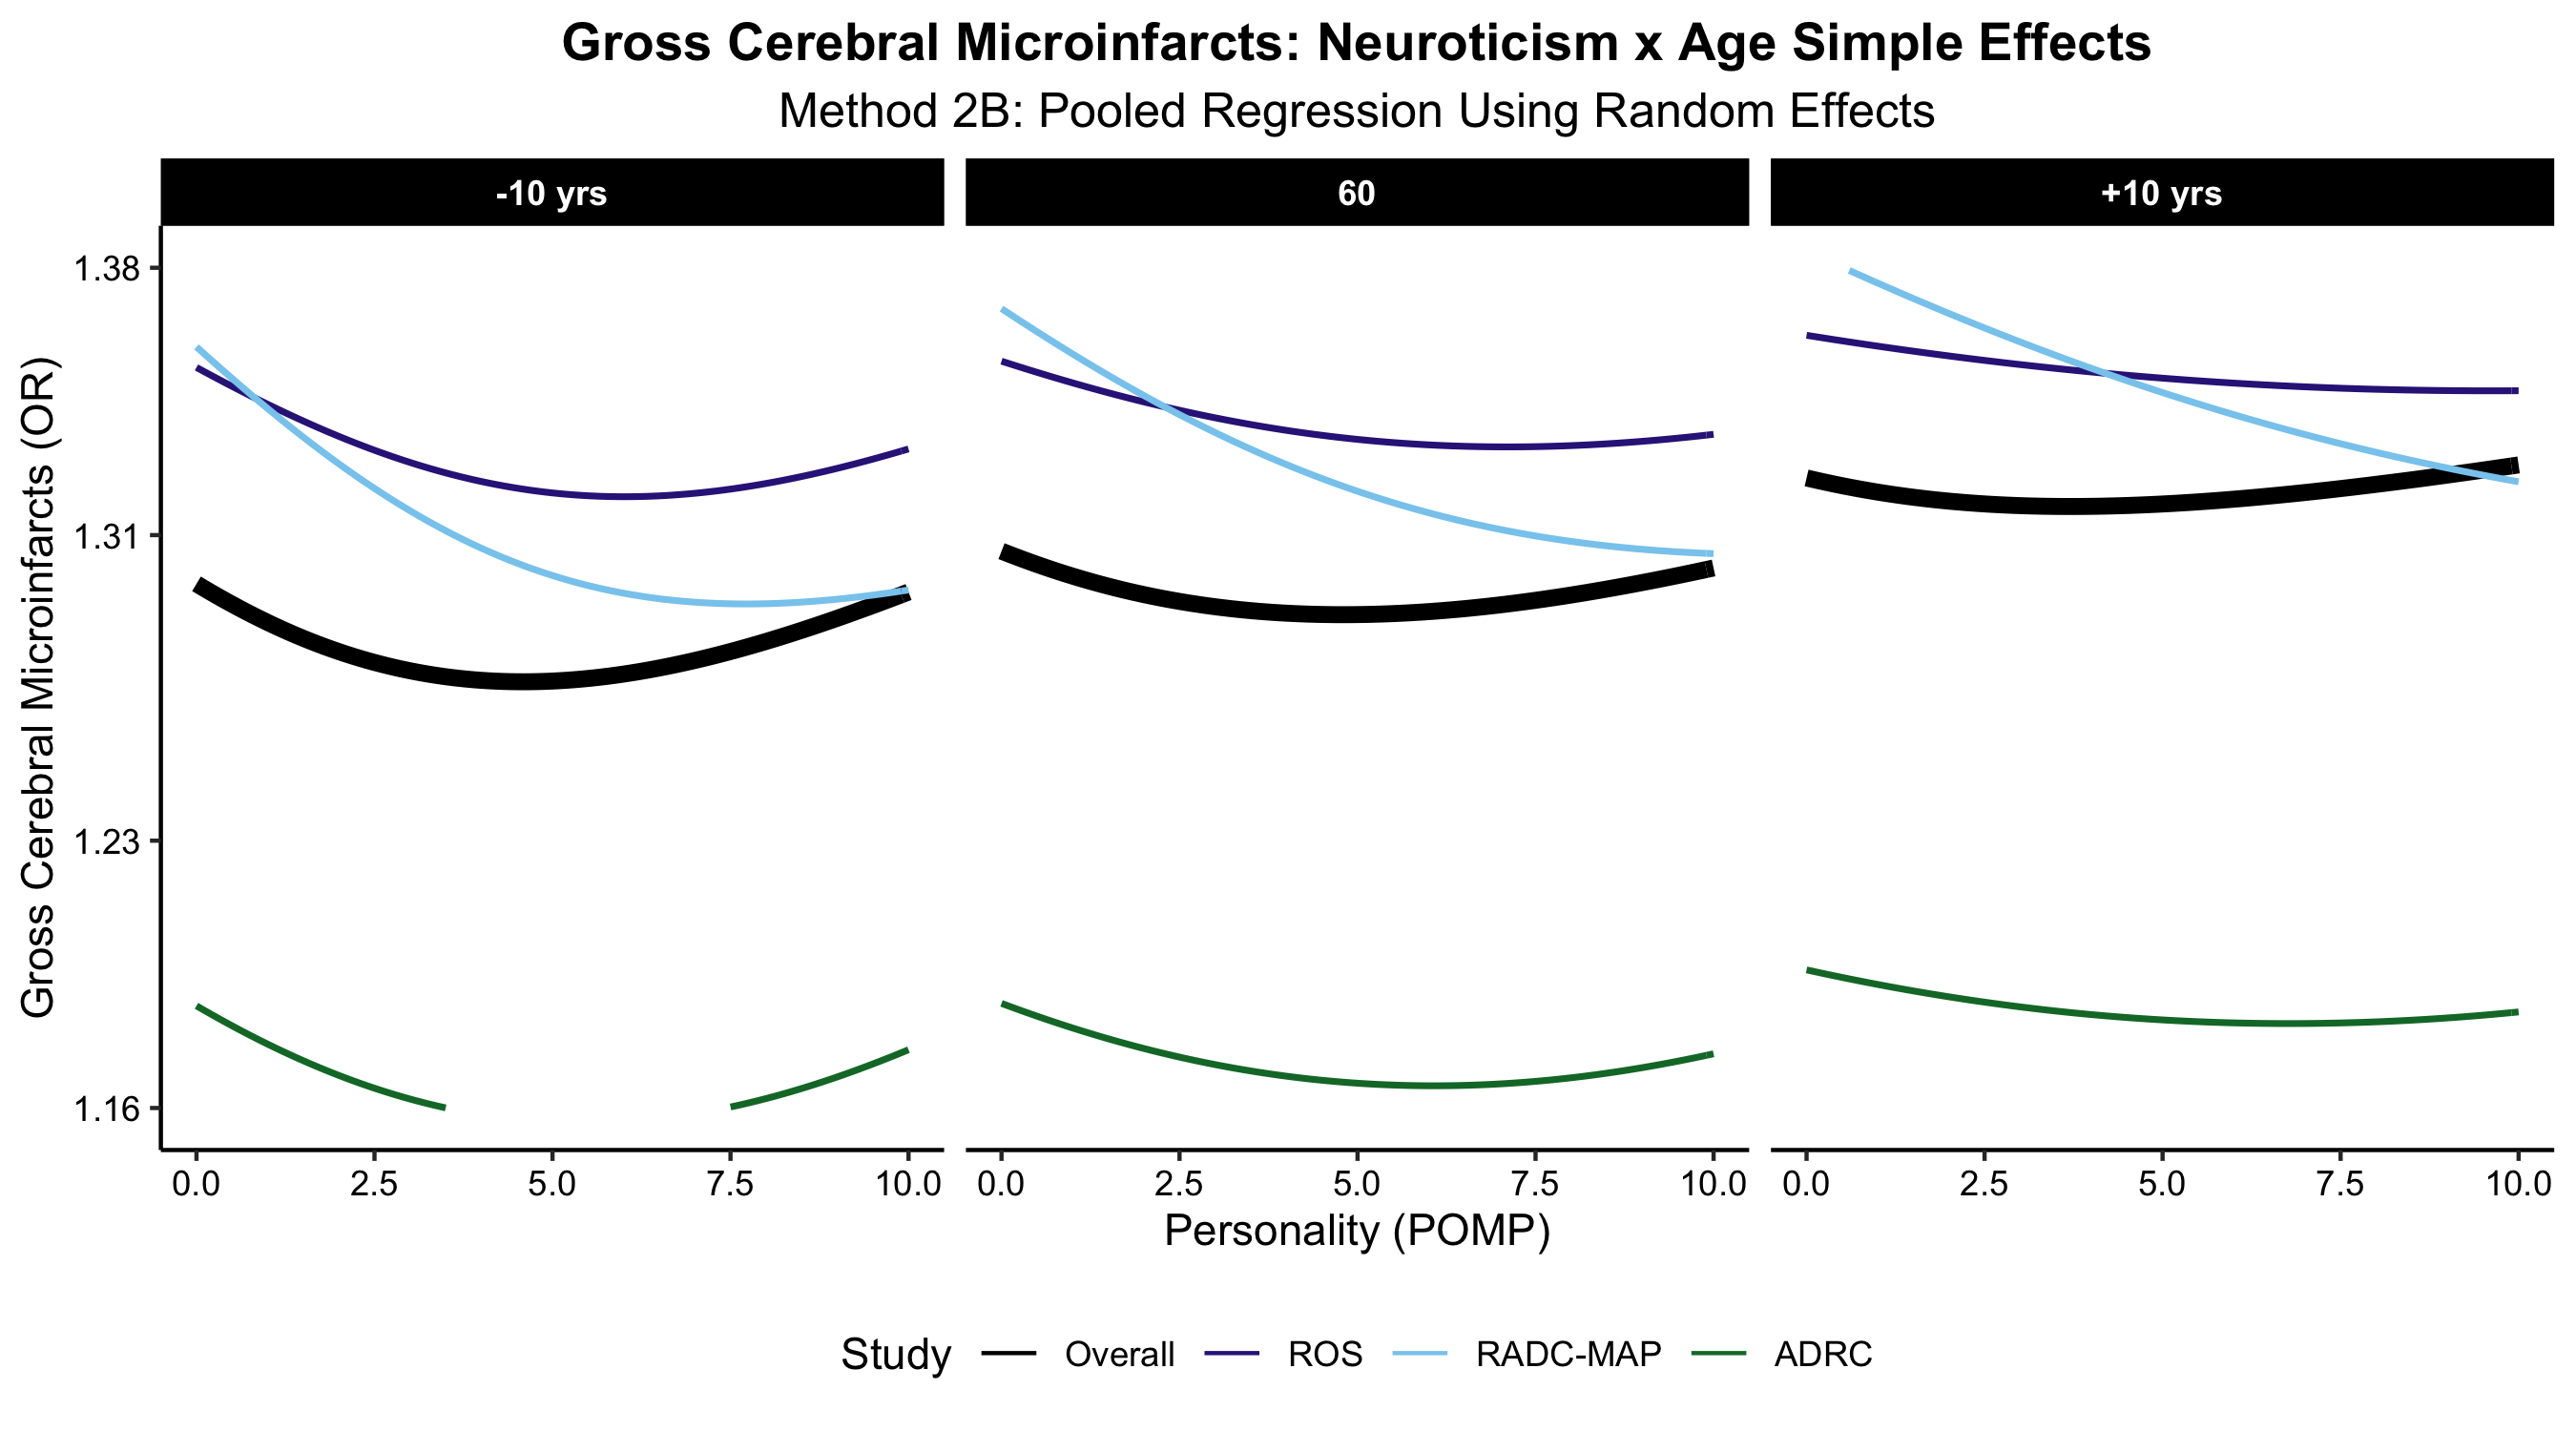 Gross Cerebral Microinfarcts: Neuroticism x Age Simple Effects
Method 2B: Pooled Regression Using Random Effects
-10 yrs
60
+10 yrs
Gross Cerebral Microinfarcts (OR)
1.38
1.31
1.23
1.16
0.0 2.5 5.0 7.5 10.0
0.0 2.5 5.0 7.5 10.0
0.0 2.5 5.0 7.5 10.0
Personality (POMP)
Study Overall ROS RADC-MAP ADRC